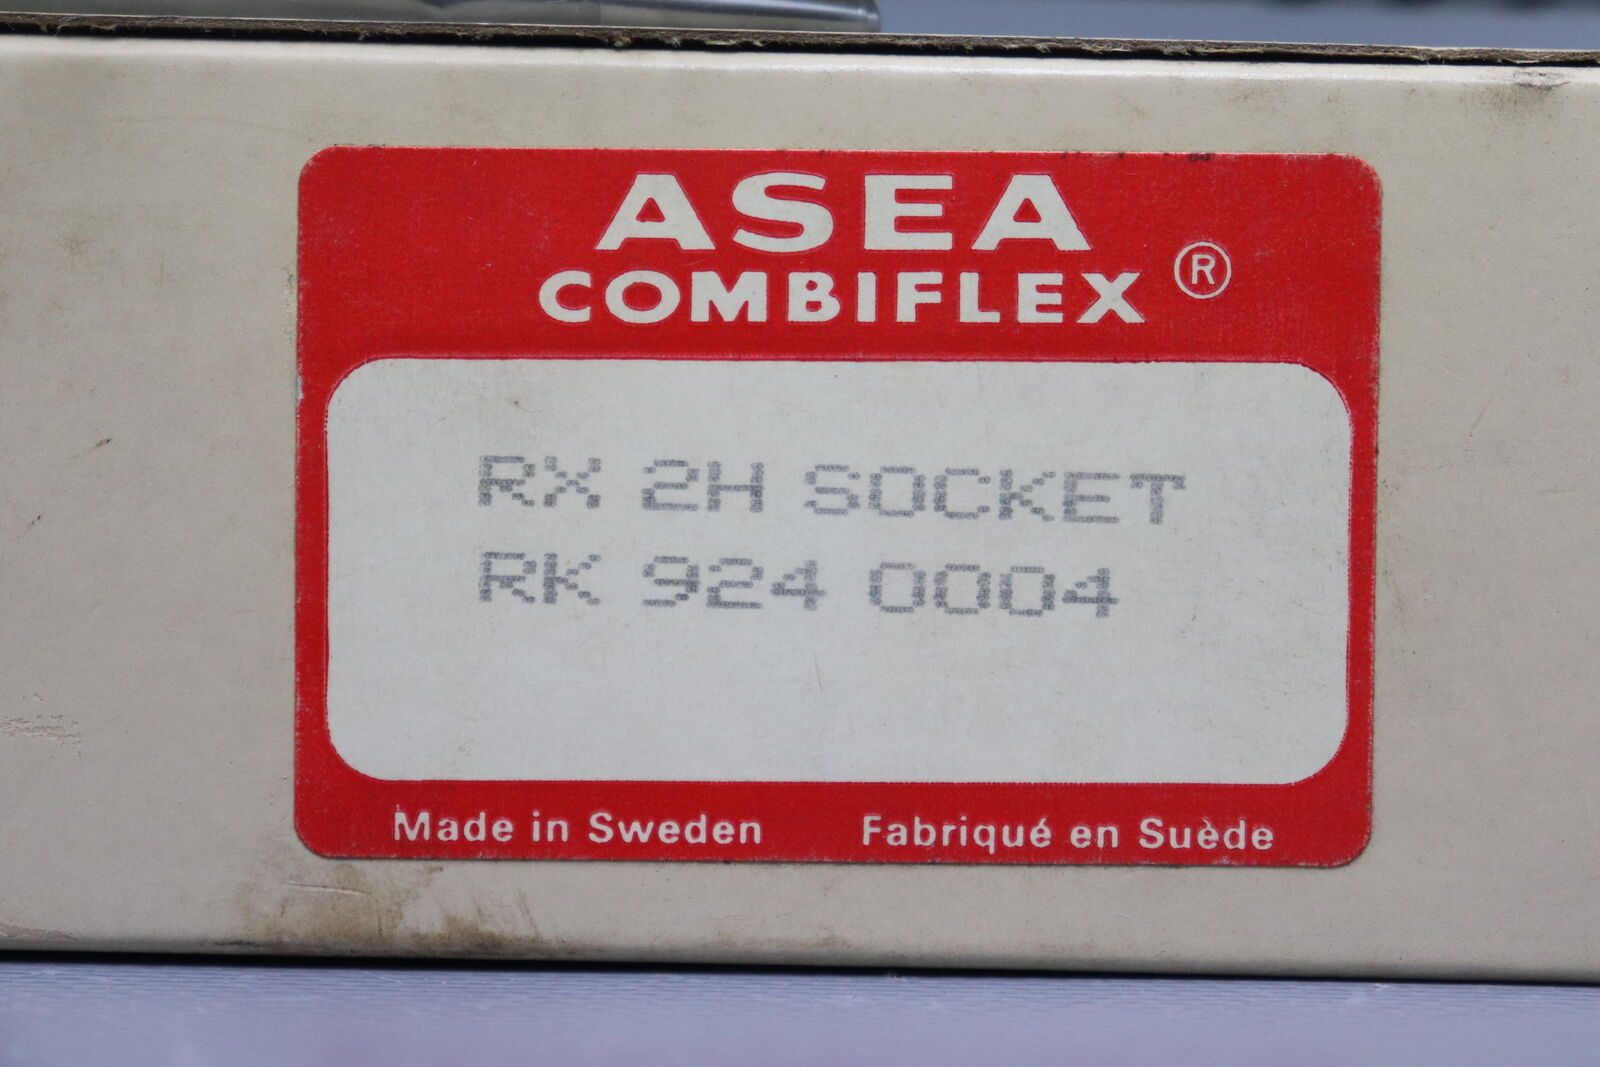 ASEA
COMBIFLEX ®
RX 2H SOCKET
RK 924 0004
Made in Sweden Fabriqué en Suède